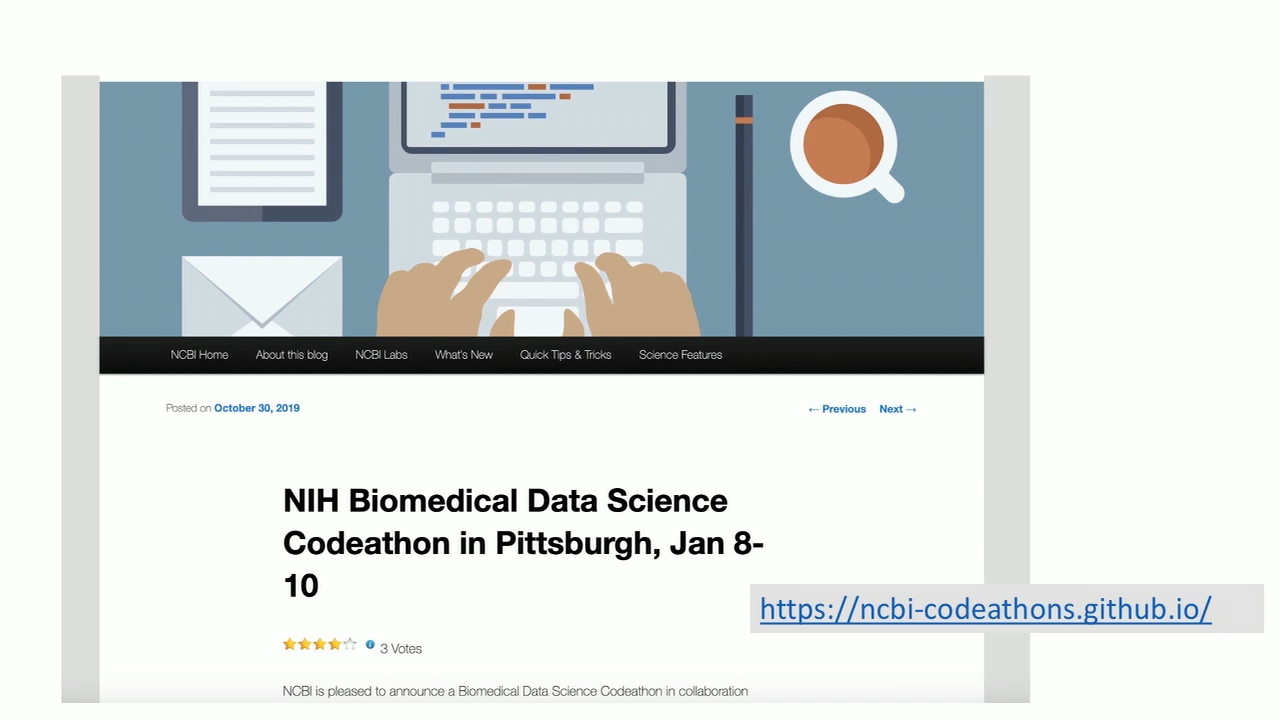 NCBI Home About this blog NCBI Labs What's New Quick Tips & Tricks Science Features
Posted on October 30, 2019 ← Previous Next →
NIH Biomedical Data Science
Codeathon in Pittsburgh, Jan 8-
10
https://ncbi-codeathons.github.io/
3 Votes
NCBI is pleased to announce a Biomedical Data Science Codeathon in collaboration